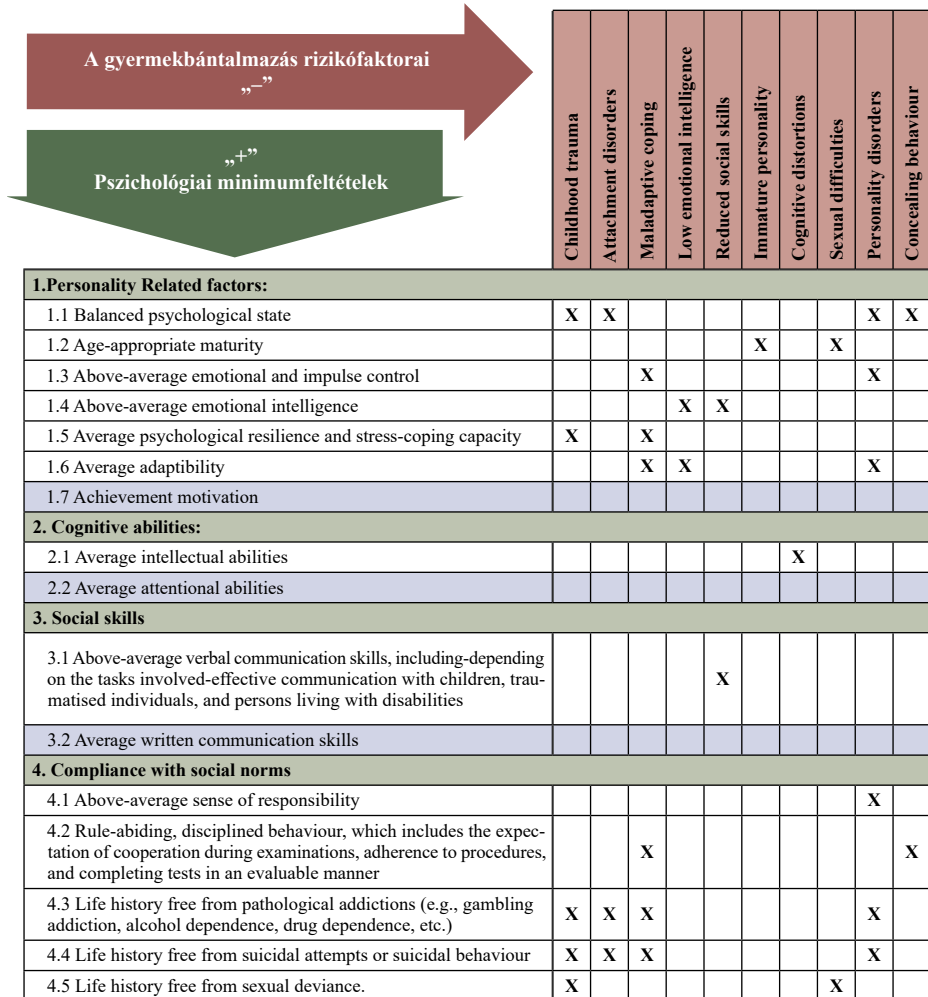 A gyermekbántalmazás rizikófaktorai
„–”
„+”
Pszichológiai minimumfeltételek
Childhood trauma
Attachment disorders
Maladaptive coping
Low emotional intelligence
Reduced social skills
Immature personality
Cognitive distortions
Sexual difficulties
Personality disorders
Concealing behaviour
1.Personality Related factors:
1.1 Balanced psychological state X X X X
1.2 Age-appropriate maturity X X
1.3 Above-average emotional and impulse control X X
1.4 Above-average emotional intelligence X X
1.5 Average psychological resilience and stress-coping capacity X X
1.6 Average adaptibility X X X
1.7 Achievement motivation
2. Cognitive abilities:
2.1 Average intellectual abilities X
2.2 Average attentional abilities
3. Social skills
3.1 Above-average verbal communication skills, including-depending
on the tasks involved-effective communication with children, trau-
matised individuals, and persons living with disabilities
X
3.2 Average written communication skills
4. Compliance with social norms
4.1 Above-average sense of responsibility X
4.2 Rule-abiding, disciplined behaviour, which includes the expec-
tation of cooperation during examinations, adherence to procedures,
and completing tests in an evaluable manner
X X
4.3 Life history free from pathological addictions (e.g., gambling
addiction, alcohol dependence, drug dependence, etc.)
X X X X
4.4 Life history free from suicidal attempts or suicidal behaviour X X X X
4.5 Life history free from sexual deviance. X X